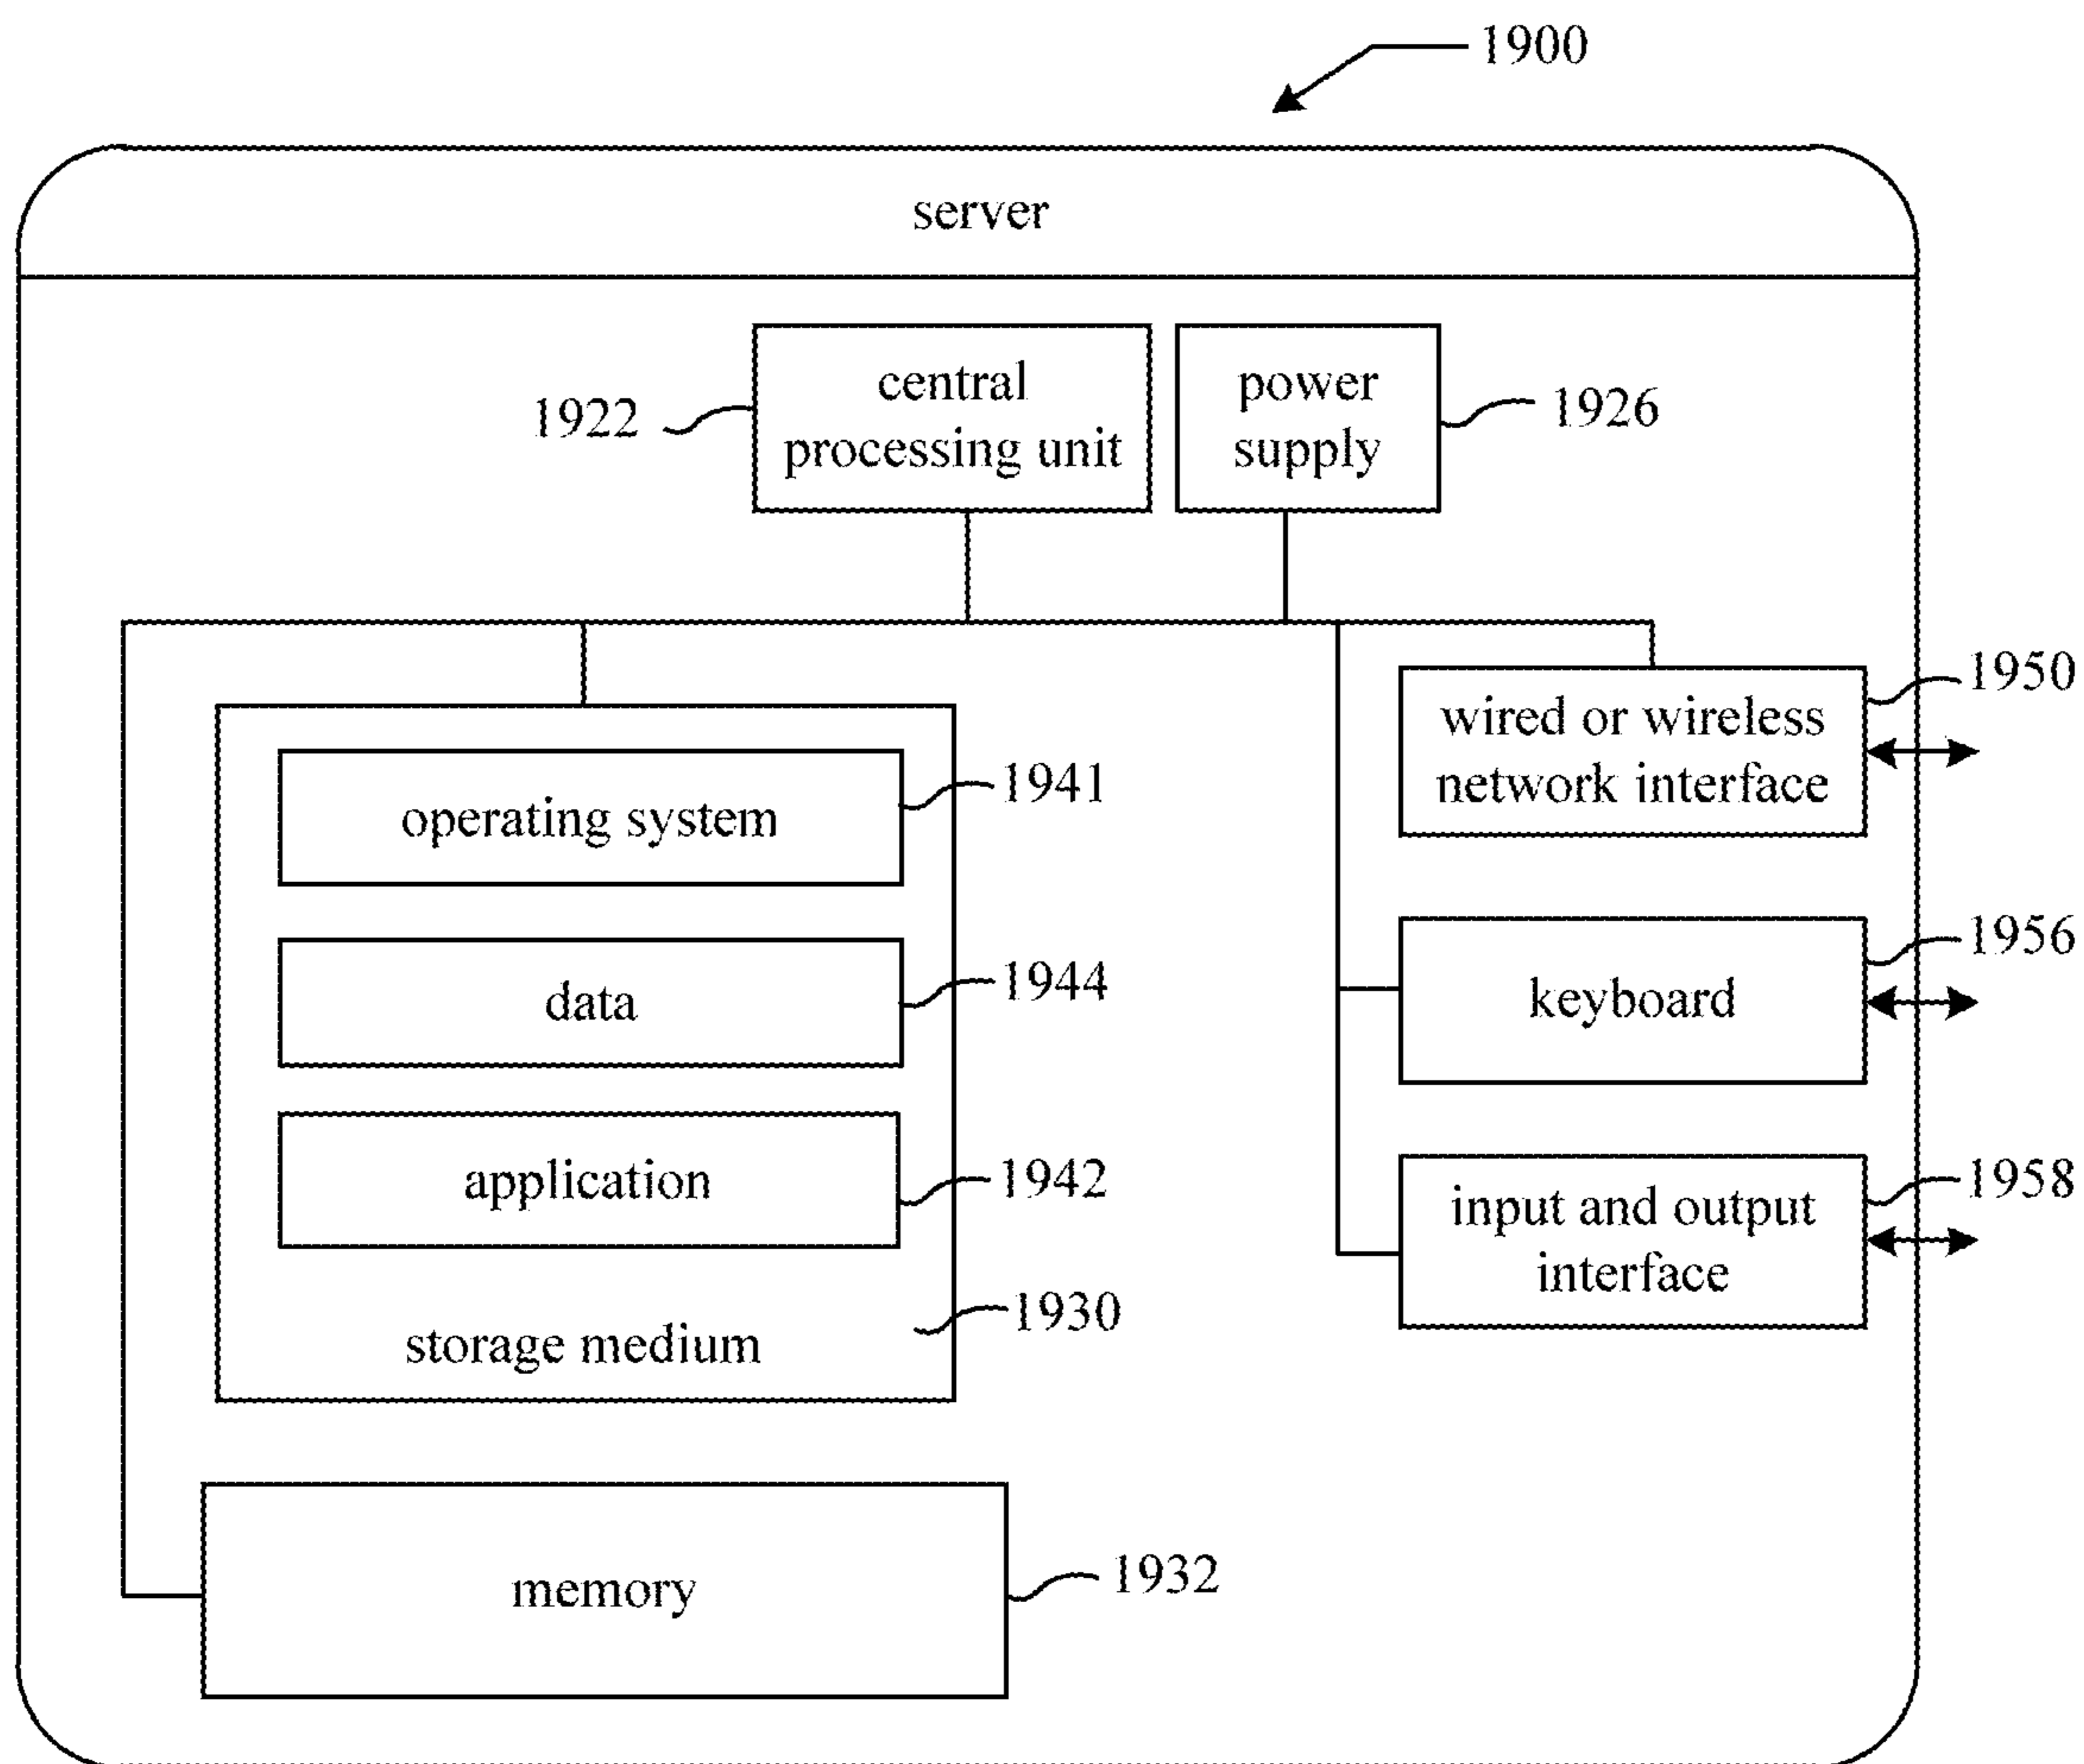 1900
server
central
processing unit
1922
power
supply
1926
wired or wireless
network interface
1950
operating system
1941
data
1944
keyboard
1956
application
1942
input and output
interface
1958
storage medium
1930
memory
1932